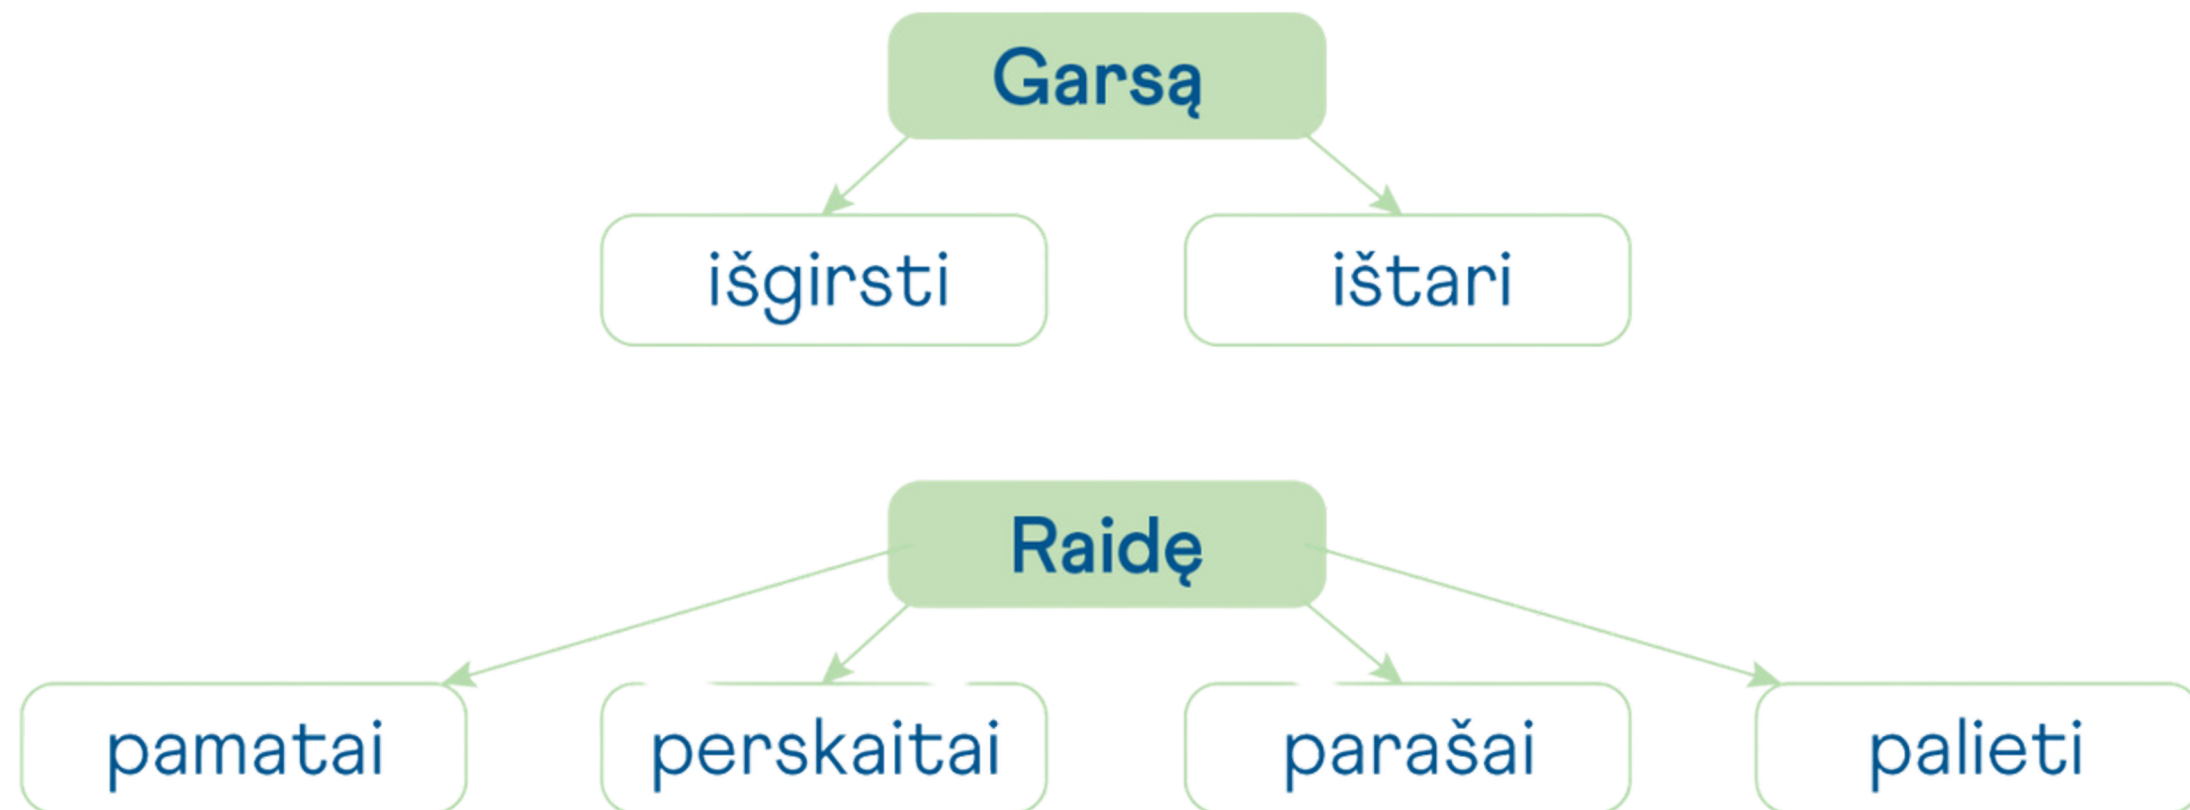 Garsą
išgirsti
ištari
Raidę
pamatai
perskaitai
parašai
palieti